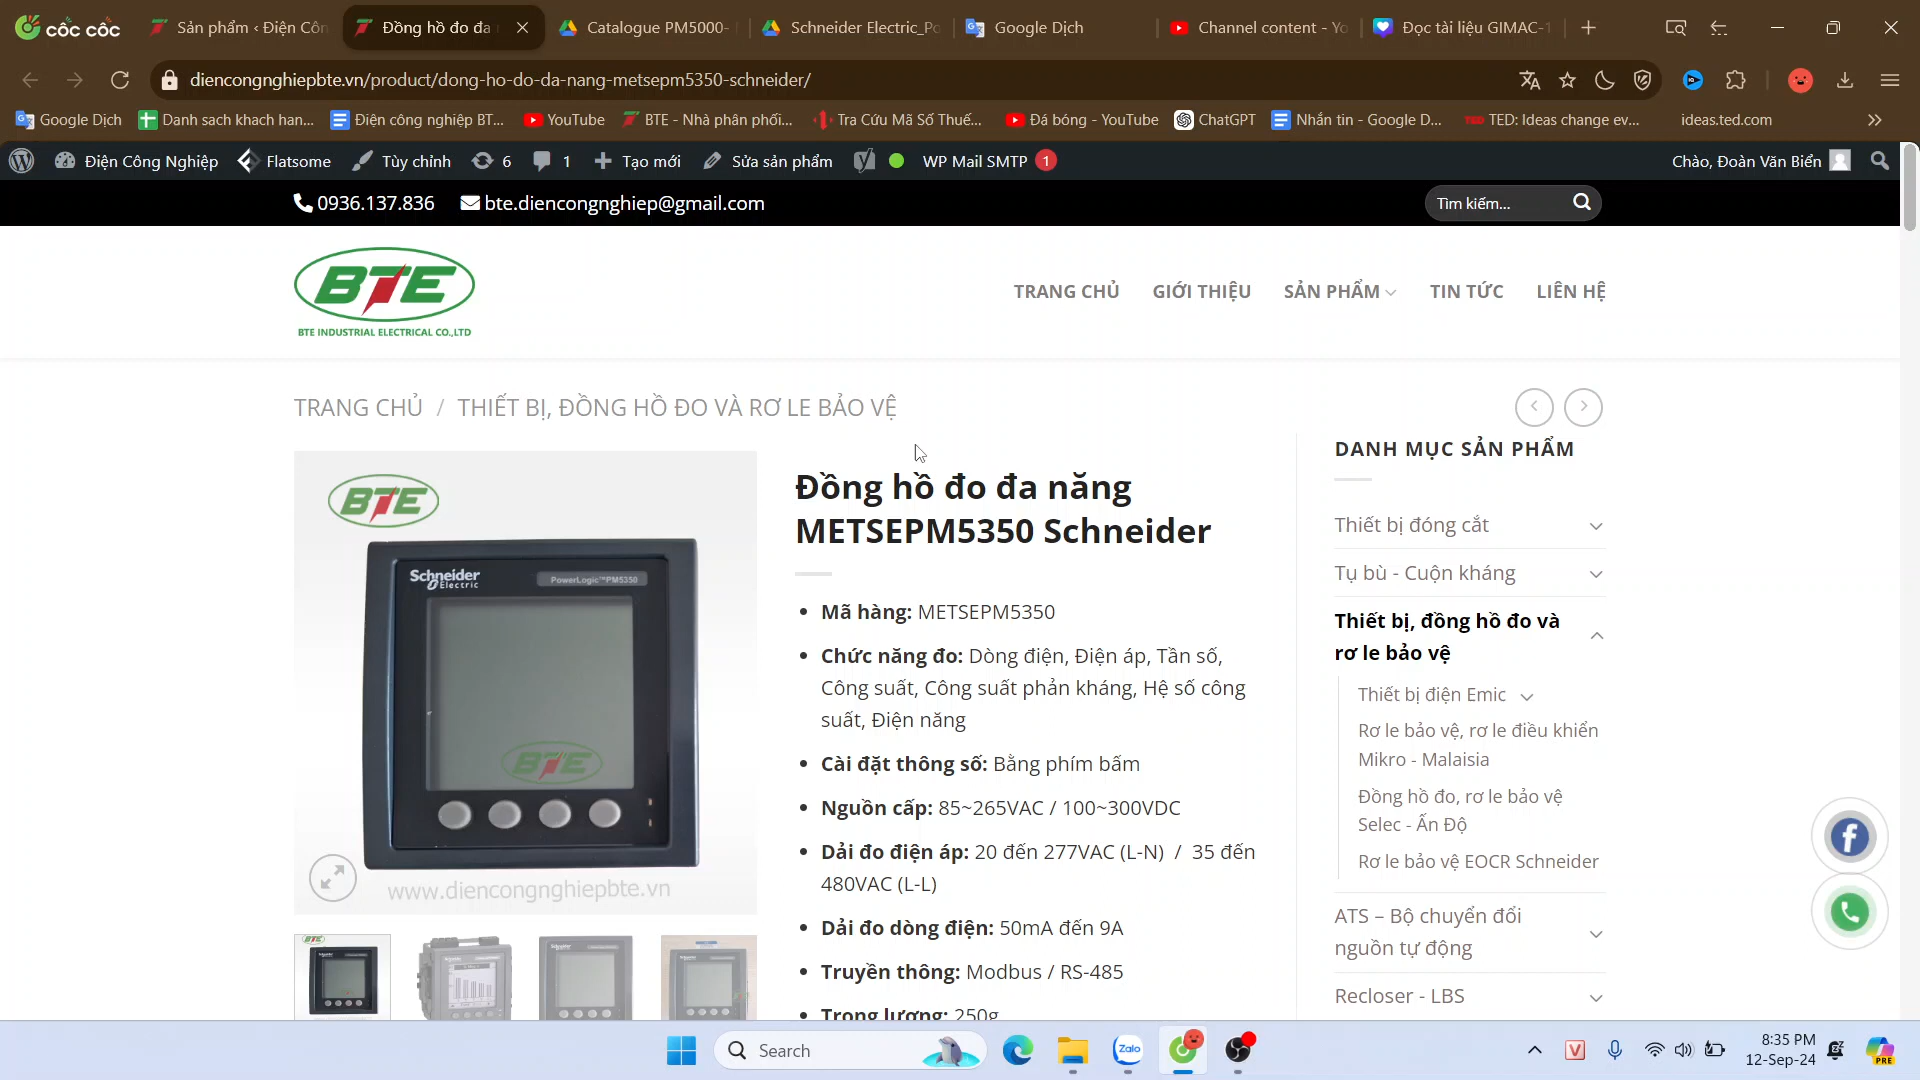 cốc cốc
Sản phẩm ‹ Điện Côn
Đồng hồ đo đa
Catalogue PM5000-
Schneider Electric_Po
Google Dịch
Channel content - Yo
Đọc tài liệu GIMAC-1
diencongnghiepbte.vn/product/dong-ho-do-da-nang-metsepm5350-schneider/
Google Dịch
Danh sach khach han...
Điện công nghiệp BT...
YouTube
BTE - Nhà phân phối...
Tra Cứu Mã Số Thuế...
Đá bóng - YouTube
ChatGPT
Nhắn tin - Google D...
TED: Ideas change ev...
ideas.ted.com
Điện Công Nghiệp
Flatsome
Tùy chỉnh
6
1
Tạo mới
Sửa sản phẩm
WP Mail SMTP 1
Chào, Đoàn Văn Biển
0936.137.836
bte.diencongnghiep@gmail.com
Tìm kiếm...
BTE
BTE INDUSTRIAL ELECTRICAL CO.,LTD
TRANG CHỦ
GIỚI THIỆU
SẢN PHẨM
TIN TỨC
LIÊN HỆ
TRANG CHỦ / THIẾT BỊ, ĐỒNG HỒ ĐO VÀ RƠ LE BẢO VỆ
BTE
Schneider
Electric
PowerLogic™PM5350
BTE
www.diencongnghiepbte.vn
Đồng hồ đo đa năng
METSEPM5350 Schneider
Mã hàng: METSEPM5350
Chức năng đo: Dòng điện, Điện áp, Tần số,
Công suất, Công suất phản kháng, Hệ số công
suất, Điện năng
Cài đặt thông số: Bằng phím bấm
Nguồn cấp: 85~265VAC / 100~300VDC
Dải đo điện áp: 20 đến 277VAC (L-N) / 35 đến
480VAC (L-L)
Dải đo dòng điện: 50mA đến 9A
Truyền thông: Modbus / RS-485
Trọng lượng: 250g
DANH MỤC SẢN PHẨM
Thiết bị đóng cắt
Tụ bù - Cuộn kháng
Thiết bị, đồng hồ đo và
rơ le bảo vệ
Thiết bị điện Emic
Rơ le bảo vệ, rơ le điều khiển
Mikro - Malaisia
Đồng hồ đo, rơ le bảo vệ
Selec - Ấn Độ
Rơ le bảo vệ EOCR Schneider
ATS – Bộ chuyển đổi
nguồn tự động
Recloser - LBS
Search
Zalo
8:35 PM
12-Sep-24
PRE